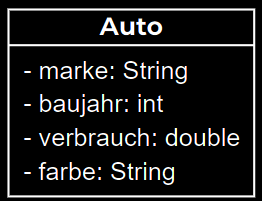 Auto
- marke: String
- baujahr: int
- verbrauch: double
- farbe: String